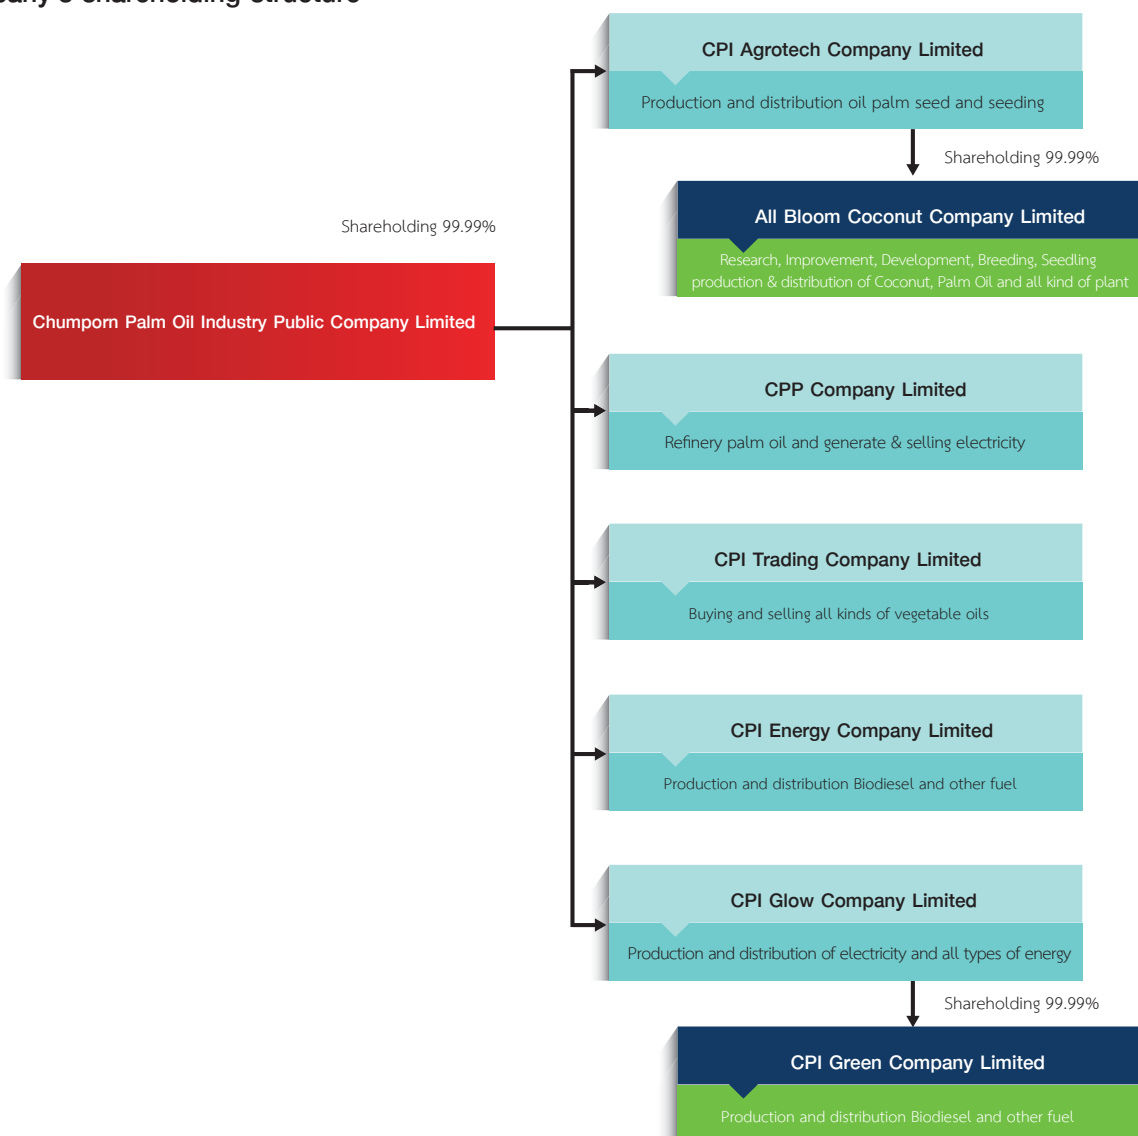 any's shareholding structure
CPI Agrotech Company Limited
Production and distribution oil palm seed and seeding
Shareholding 99.99%
All Bloom Coconut Company Limited
Research, Improvement, Development, Breeding, Seedling
production & distribution of Coconut, Palm Oil and all kind of plant
Shareholding 99.99%
Chumporn Palm Oil Industry Public Company Limited
CPP Company Limited
Refinery palm oil and generate & selling electricity
CPI Trading Company Limited
Buying and selling all kinds of vegetable oils
CPI Energy Company Limited
Production and distribution Biodiesel and other fuel
CPI Glow Company Limited
Production and distribution of electricity and all types of energy
Shareholding 99.99%
CPI Green Company Limited
Production and distribution Biodiesel and other fuel